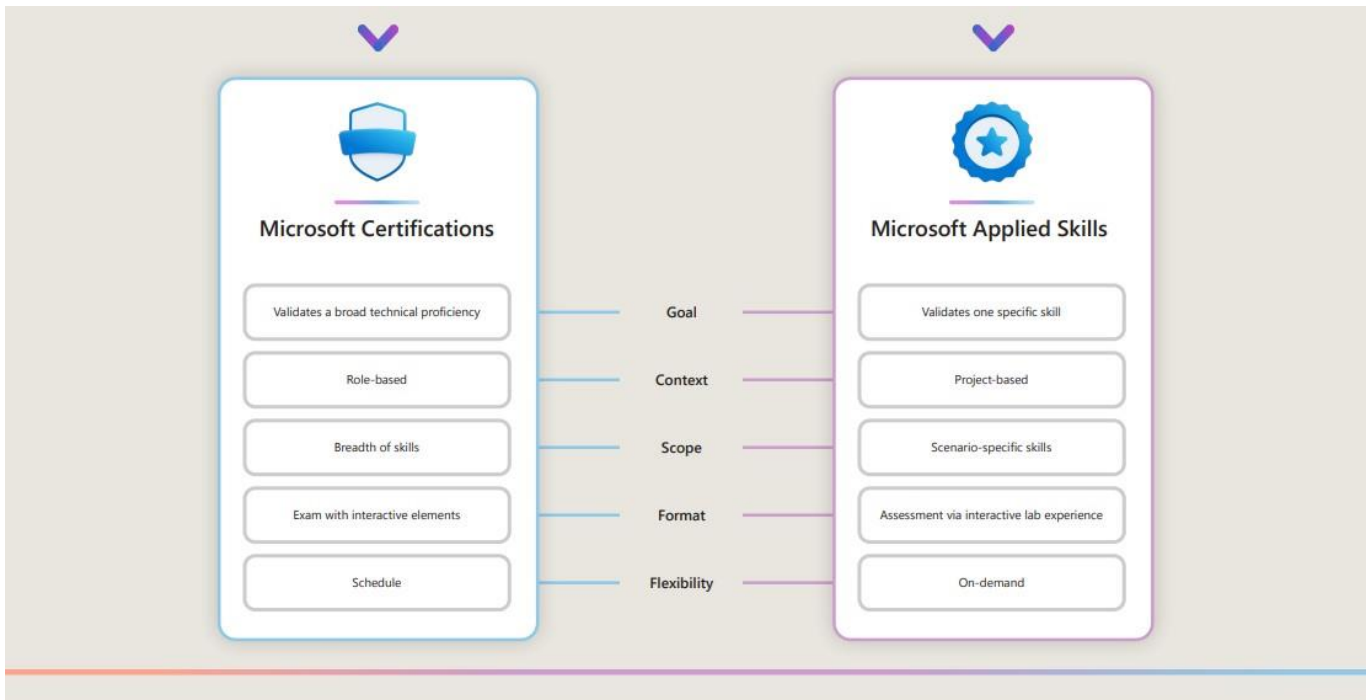 Microsoft Certifications
Microsoft Applied Skills
Validates a broad technical proficiency
Goal
Validates one specific skill
Role-based
Context
Project-based
Breadth of skills
Scope
Scenario-specific skills
Exam with interactive elements
Format
Assessment via interactive lab experience
Schedule
Flexibility
On-demand